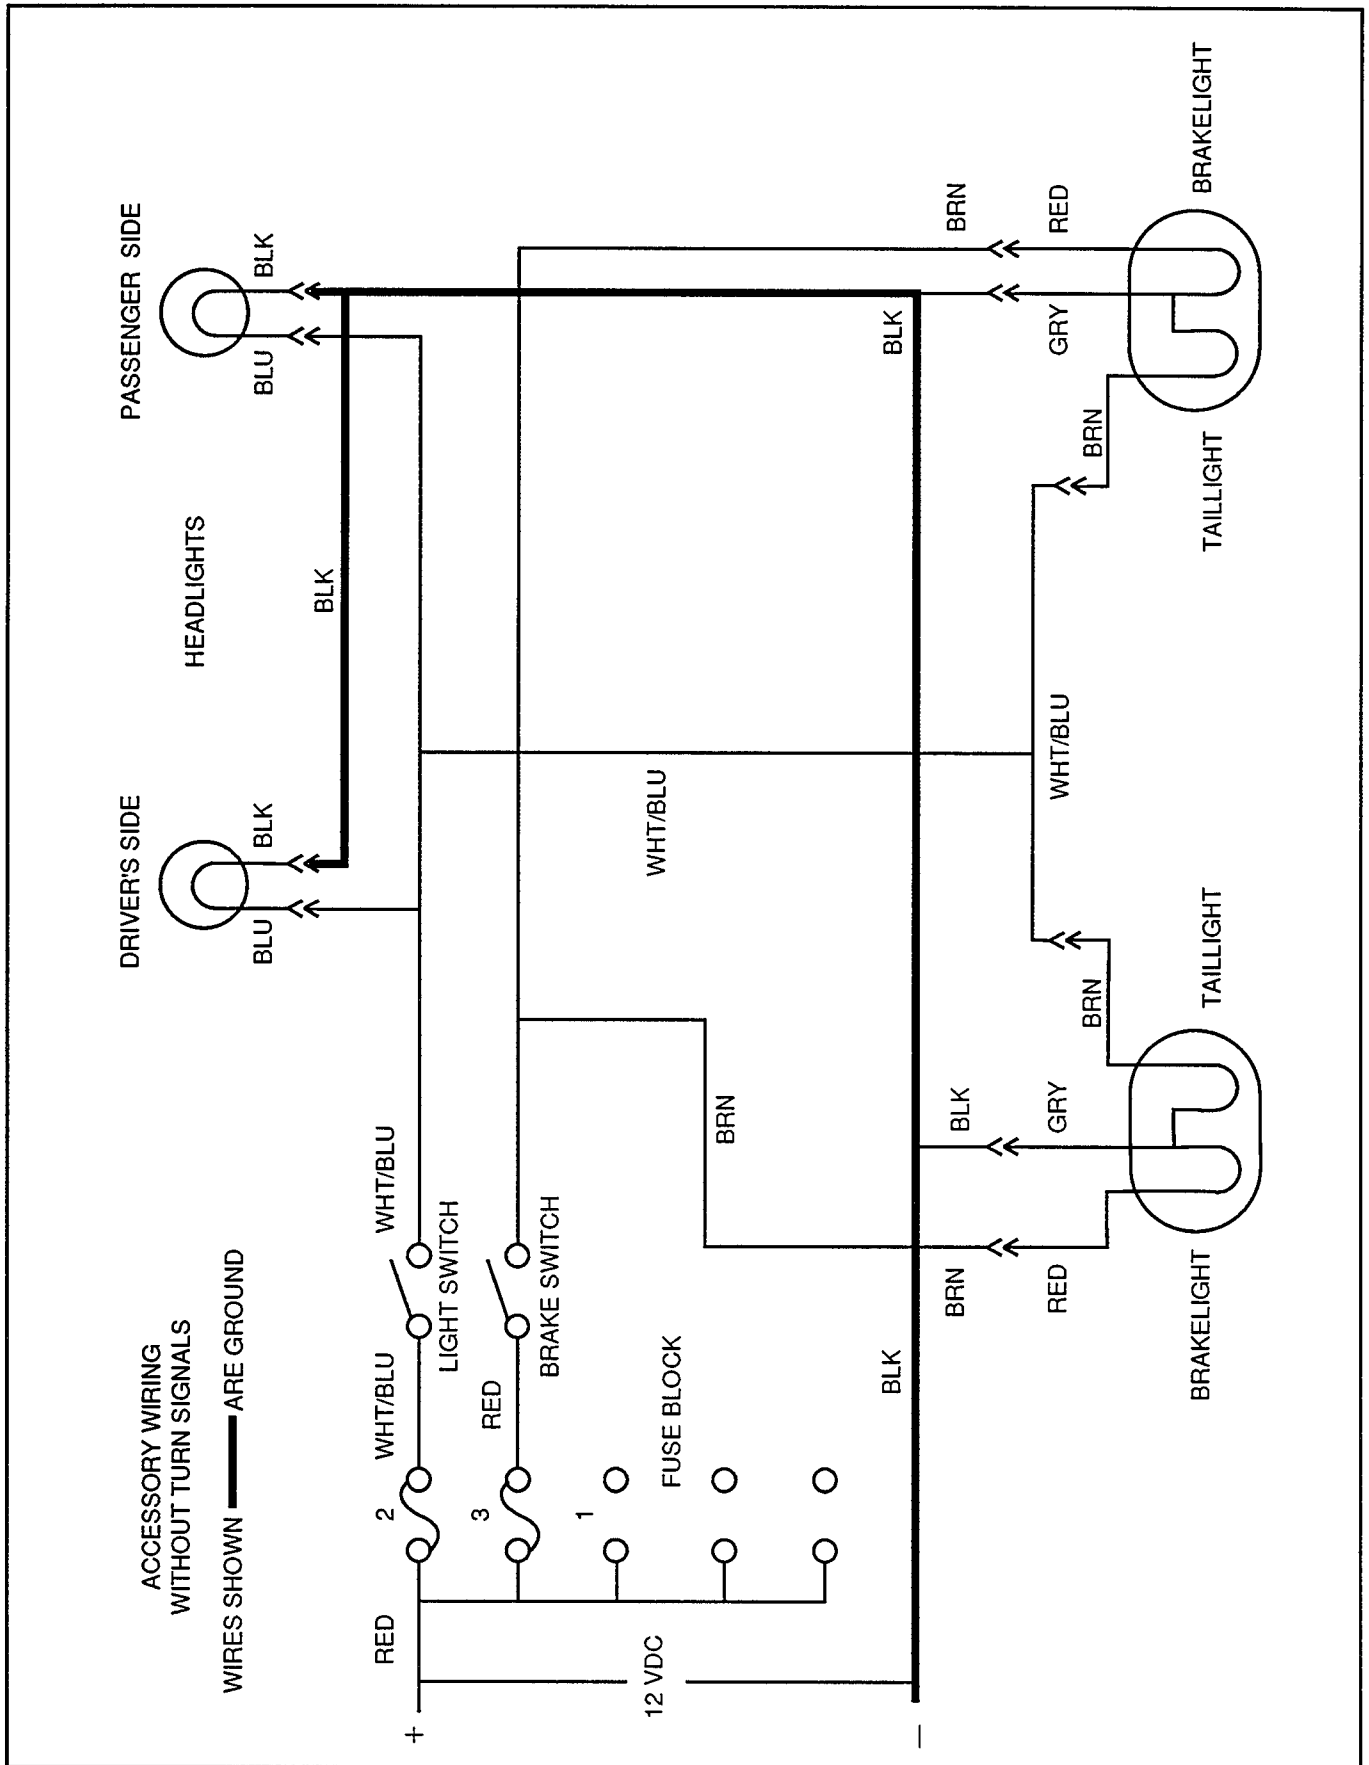 ACCESSORY WIRING
WITHOUT TURN SIGNALS
WIRES SHOWN ARE GROUND
DRIVER'S SIDE
HEADLIGHTS
PASSENGER SIDE
BLU
BLK
BLU
BLK
BLK
+
RED
2
WHT/BLU
LIGHT SWITCH
WHT/BLU
3
RED
BRAKE SWITCH
1
FUSE BLOCK
12 VDC
WHT/BLU
BRN
−
BLK
BLK
BRN
BLK
BRN
RED
GRY
WHT/BLU
GRY
RED
BRN
BRN
BRAKELIGHT
TAILLIGHT
TAILLIGHT
BRAKELIGHT